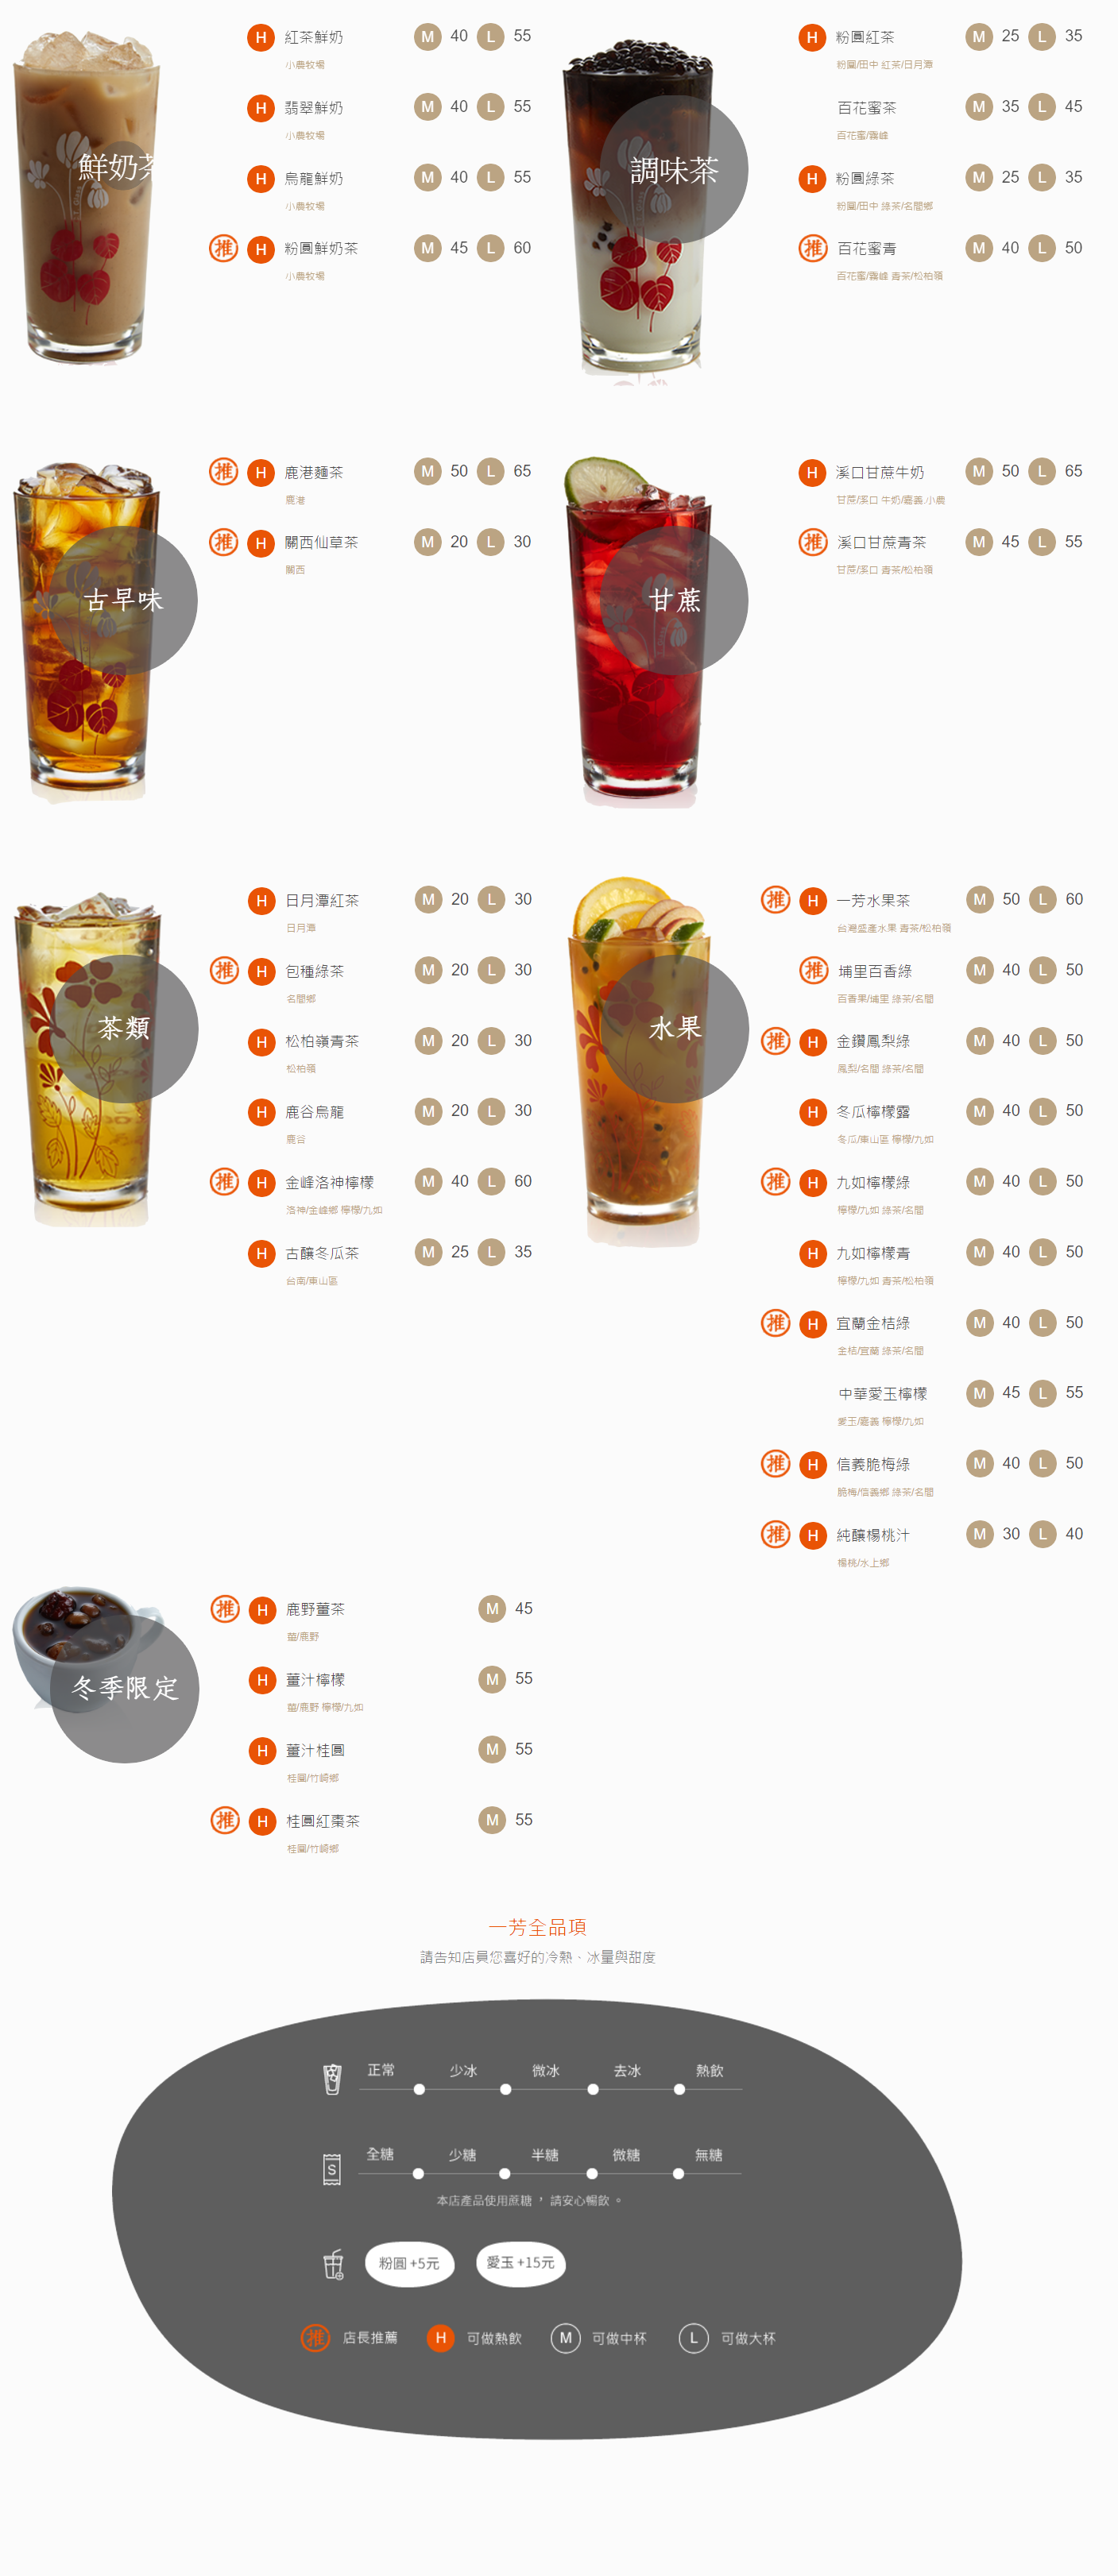 鮮奶茶
H 紅茶鮮奶 M 40 L 55
小農牧場
H 翡翠鮮奶 M 40 L 55
小農牧場
H 烏龍鮮奶 M 40 L 55
小農牧場
推 H 粉圓鮮奶茶 M 45 L 60
小農牧場
調味茶
H 粉圓紅茶 M 25 L 35
粉圓/田中 紅茶/日月潭
百花蜜茶 M 35 L 45
百花蜜/霧峰
H 粉圓綠茶 M 25 L 35
粉圓/田中 綠茶/名間鄉
推 百花蜜青 M 40 L 50
百花蜜/霧峰 青茶/松柏嶺
古早味
推 H 鹿港麵茶 M 50 L 65
鹿港
推 H 關西仙草茶 M 20 L 30
關西
甘蔗
H 溪口甘蔗牛奶 M 50 L 65
甘蔗/溪口 牛奶/嘉義.小農
推 溪口甘蔗青茶 M 45 L 55
甘蔗/溪口 青茶/松柏嶺
茶類
H 日月潭紅茶 M 20 L 30
日月潭
推 H 包種綠茶 M 20 L 30
名間鄉
H 松柏嶺青茶 M 20 L 30
松柏嶺
H 鹿谷烏龍 M 20 L 30
鹿谷
推 H 金峰洛神檸檬 M 40 L 60
洛神/金峰鄉 檸檬/九如
H 古釀冬瓜茶 M 25 L 35
台南/東山區
水果
推 H 一芳水果茶 M 50 L 60
台灣盛產水果 青茶/松柏嶺
推 埔里百香綠 M 40 L 50
百香果/埔里 綠茶/名間
推 H 金鑽鳳梨綠 M 40 L 50
鳳梨/名間 綠茶/名間
H 冬瓜檸檬露 M 40 L 50
冬瓜/東山區 檸檬/九如
推 H 九如檸檬綠 M 40 L 50
檸檬/九如 綠茶/名間
H 九如檸檬青 M 40 L 50
檸檬/九如 青茶/松柏嶺
推 H 宜蘭金桔綠 M 40 L 50
金桔/宜蘭 綠茶/名間
中華愛玉檸檬 M 45 L 55
愛玉/嘉義 檸檬/九如
推 H 信義脆梅綠 M 40 L 50
脆梅/信義鄉 綠茶/名間
推 H 純釀楊桃汁 M 30 L 40
楊桃/水上鄉
冬季限定
推 H 鹿野薑茶 M 45
薑/鹿野
H 薑汁檸檬 M 55
薑/鹿野 檸檬/九如
H 薑汁桂圓 M 55
桂圓/竹崎鄉
推 H 桂圓紅棗茶 M 55
桂圓/竹崎鄉
一芳全品項
請告知店員您喜好的冷熱、冰量與甜度
正常 少冰 微冰 去冰 熱飲
全糖 少糖 半糖 微糖 無糖
S
本店產品使用蔗糖，請安心暢飲。
粉圓+5元 愛玉+15元
推 店長推薦 H 可做熱飲 M 可做中杯 L 可做大杯